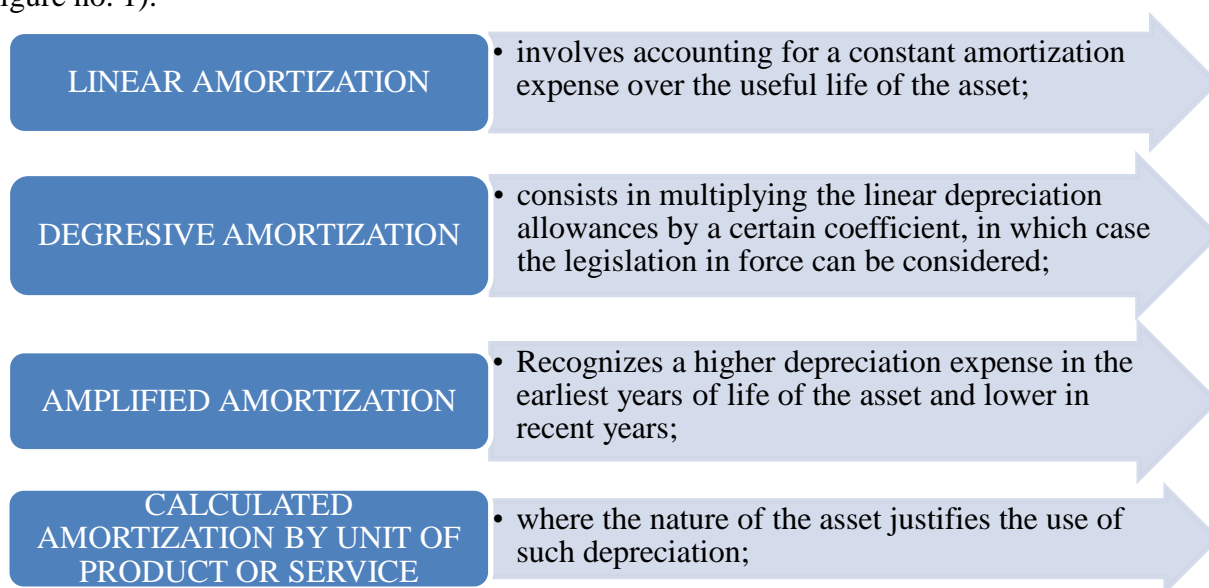 igure no. 1).
LINEAR AMORTIZATION
• involves accounting for a constant amortization
expense over the useful life of the asset;
DEGRESIVE AMORTIZATION
• consists in multiplying the linear depreciation
allowances by a certain coefficient, in which case
the legislation in force can be considered;
AMPLIFIED AMORTIZATION
• Recognizes a higher depreciation expense in the
earliest years of life of the asset and lower in
recent years;
CALCULATED
AMORTIZATION BY UNIT OF
PRODUCT OR SERVICE
• where the nature of the asset justifies the use of
such depreciation;